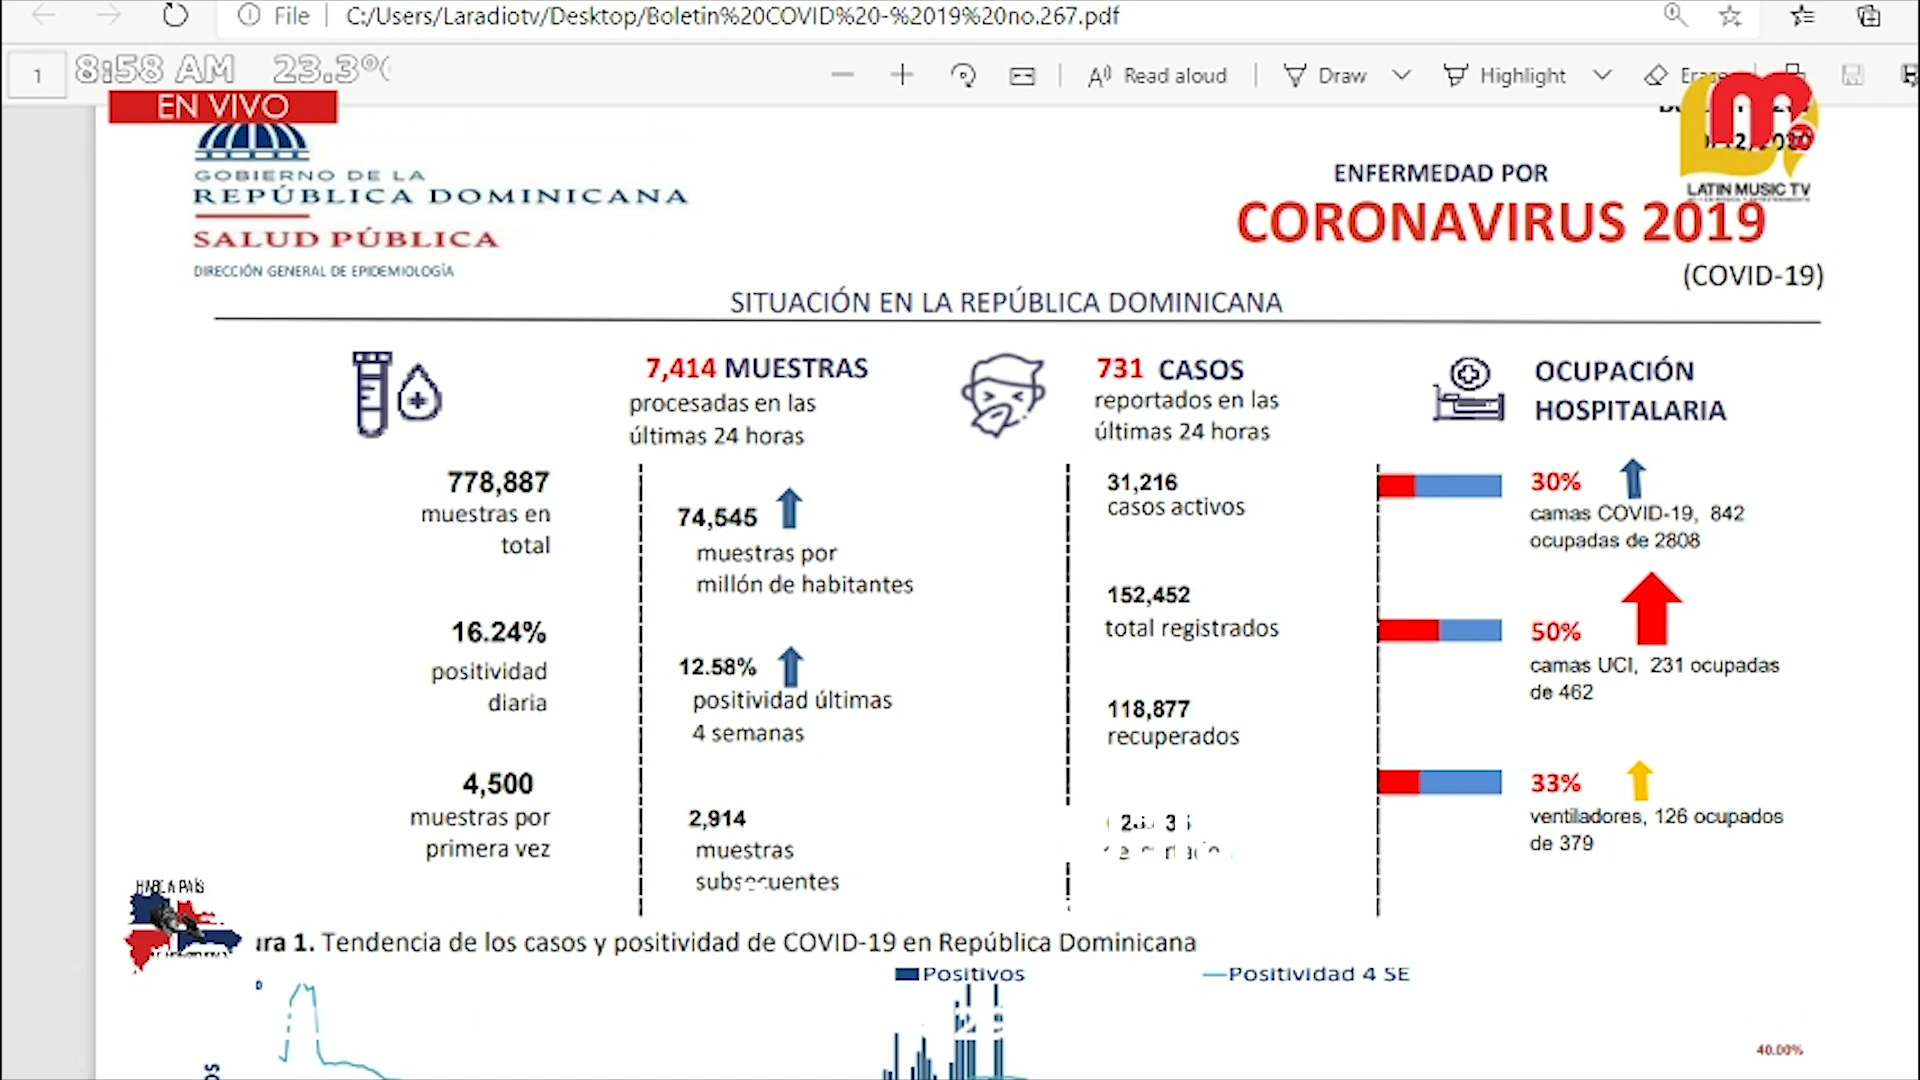 File
C:/Users/Laradiotv/Desktop/Boletin%20COVID%20-%2019%20no.267.pdf
1
8:58 AM 23.3º
Read aloud
Draw
Highlight
EN VIVO
GOBIERNO DE LA
REPÚBLICA DOMINICANA
SALUD PÚBLICA
DIRECCIÓN GENERAL DE EPIDEMIOLOGÍA
LATIN MUSIC TV
ENFERMEDAD POR
CORONAVIRUS 2019
(COVID-19)
SITUACIÓN EN LA REPÚBLICA DOMINICANA
778,887
muestras en
total
16.24%
positividad
diaria
4,500
muestras por
primera vez
7,414 MUESTRAS
procesadas en las
últimas 24 horas
74,545
muestras por
millón de habitantes
12.58%
positividad últimas
4 semanas
2,914
muestras
subsecuentes
731 CASOS
reportados en las
últimas 24 horas
31,216
casos activos
152,452
total registrados
118,877
recuperados
OCUPACIÓN
HOSPITALARIA
30%
camas COVID-19, 842
ocupadas de 2808
50%
camas UCI, 231 ocupadas
de 462
33%
ventiladores, 126 ocupados
de 379
HABLA PAÍS
1. Tendencia de los casos y positividad de COVID-19 en República Dominicana
Positivos
Positividad 4 SE
40.00%